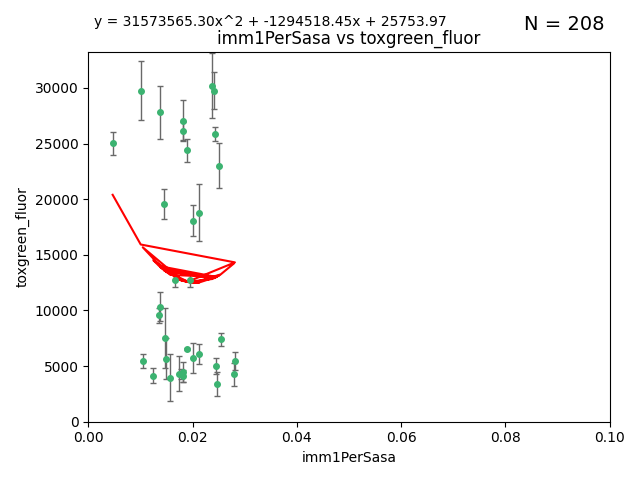 y = 31573565.30x^2 + -1294518.45x + 25753.97
N = 208
imm1PerSasa vs toxgreen_fluor
30000
25000
20000
15000
10000
5000
0
toxgreen_fluor
0.00 0.02 0.04 0.06 0.08 0.10
imm1PerSasa